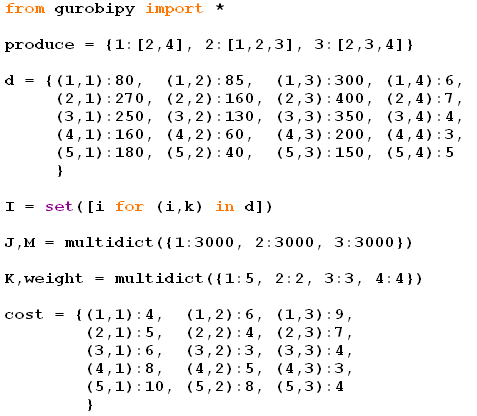 from gurobipy import *
produce = {1:[2,4], 2:[1,2,3], 3:[2,3,4]}
d = {(1,1):80,  (1,2):85,  (1,3):300, (1,4):6,
     (2,1):270, (2,2):160, (2,3):400, (2,4):7,
     (3,1):250, (3,2):130, (3,3):350, (3,4):4,
     (4,1):160, (4,2):60,  (4,3):200, (4,4):3,
     (5,1):180, (5,2):40,  (5,3):150, (5,4):5
     }
I = set([i for (i,k) in d])
J,M = multidict({1:3000, 2:3000, 3:3000})
K,weight = multidict({1:5, 2:2, 3:3, 4:4})
cost = {(1,1):4,  (1,2):6, (1,3):9,
        (2,1):5,  (2,2):4, (2,3):7,
        (3,1):6,  (3,2):3, (3,3):4,
        (4,1):8,  (4,2):5, (4,3):3,
        (5,1):10, (5,2):8, (5,3):4
        }